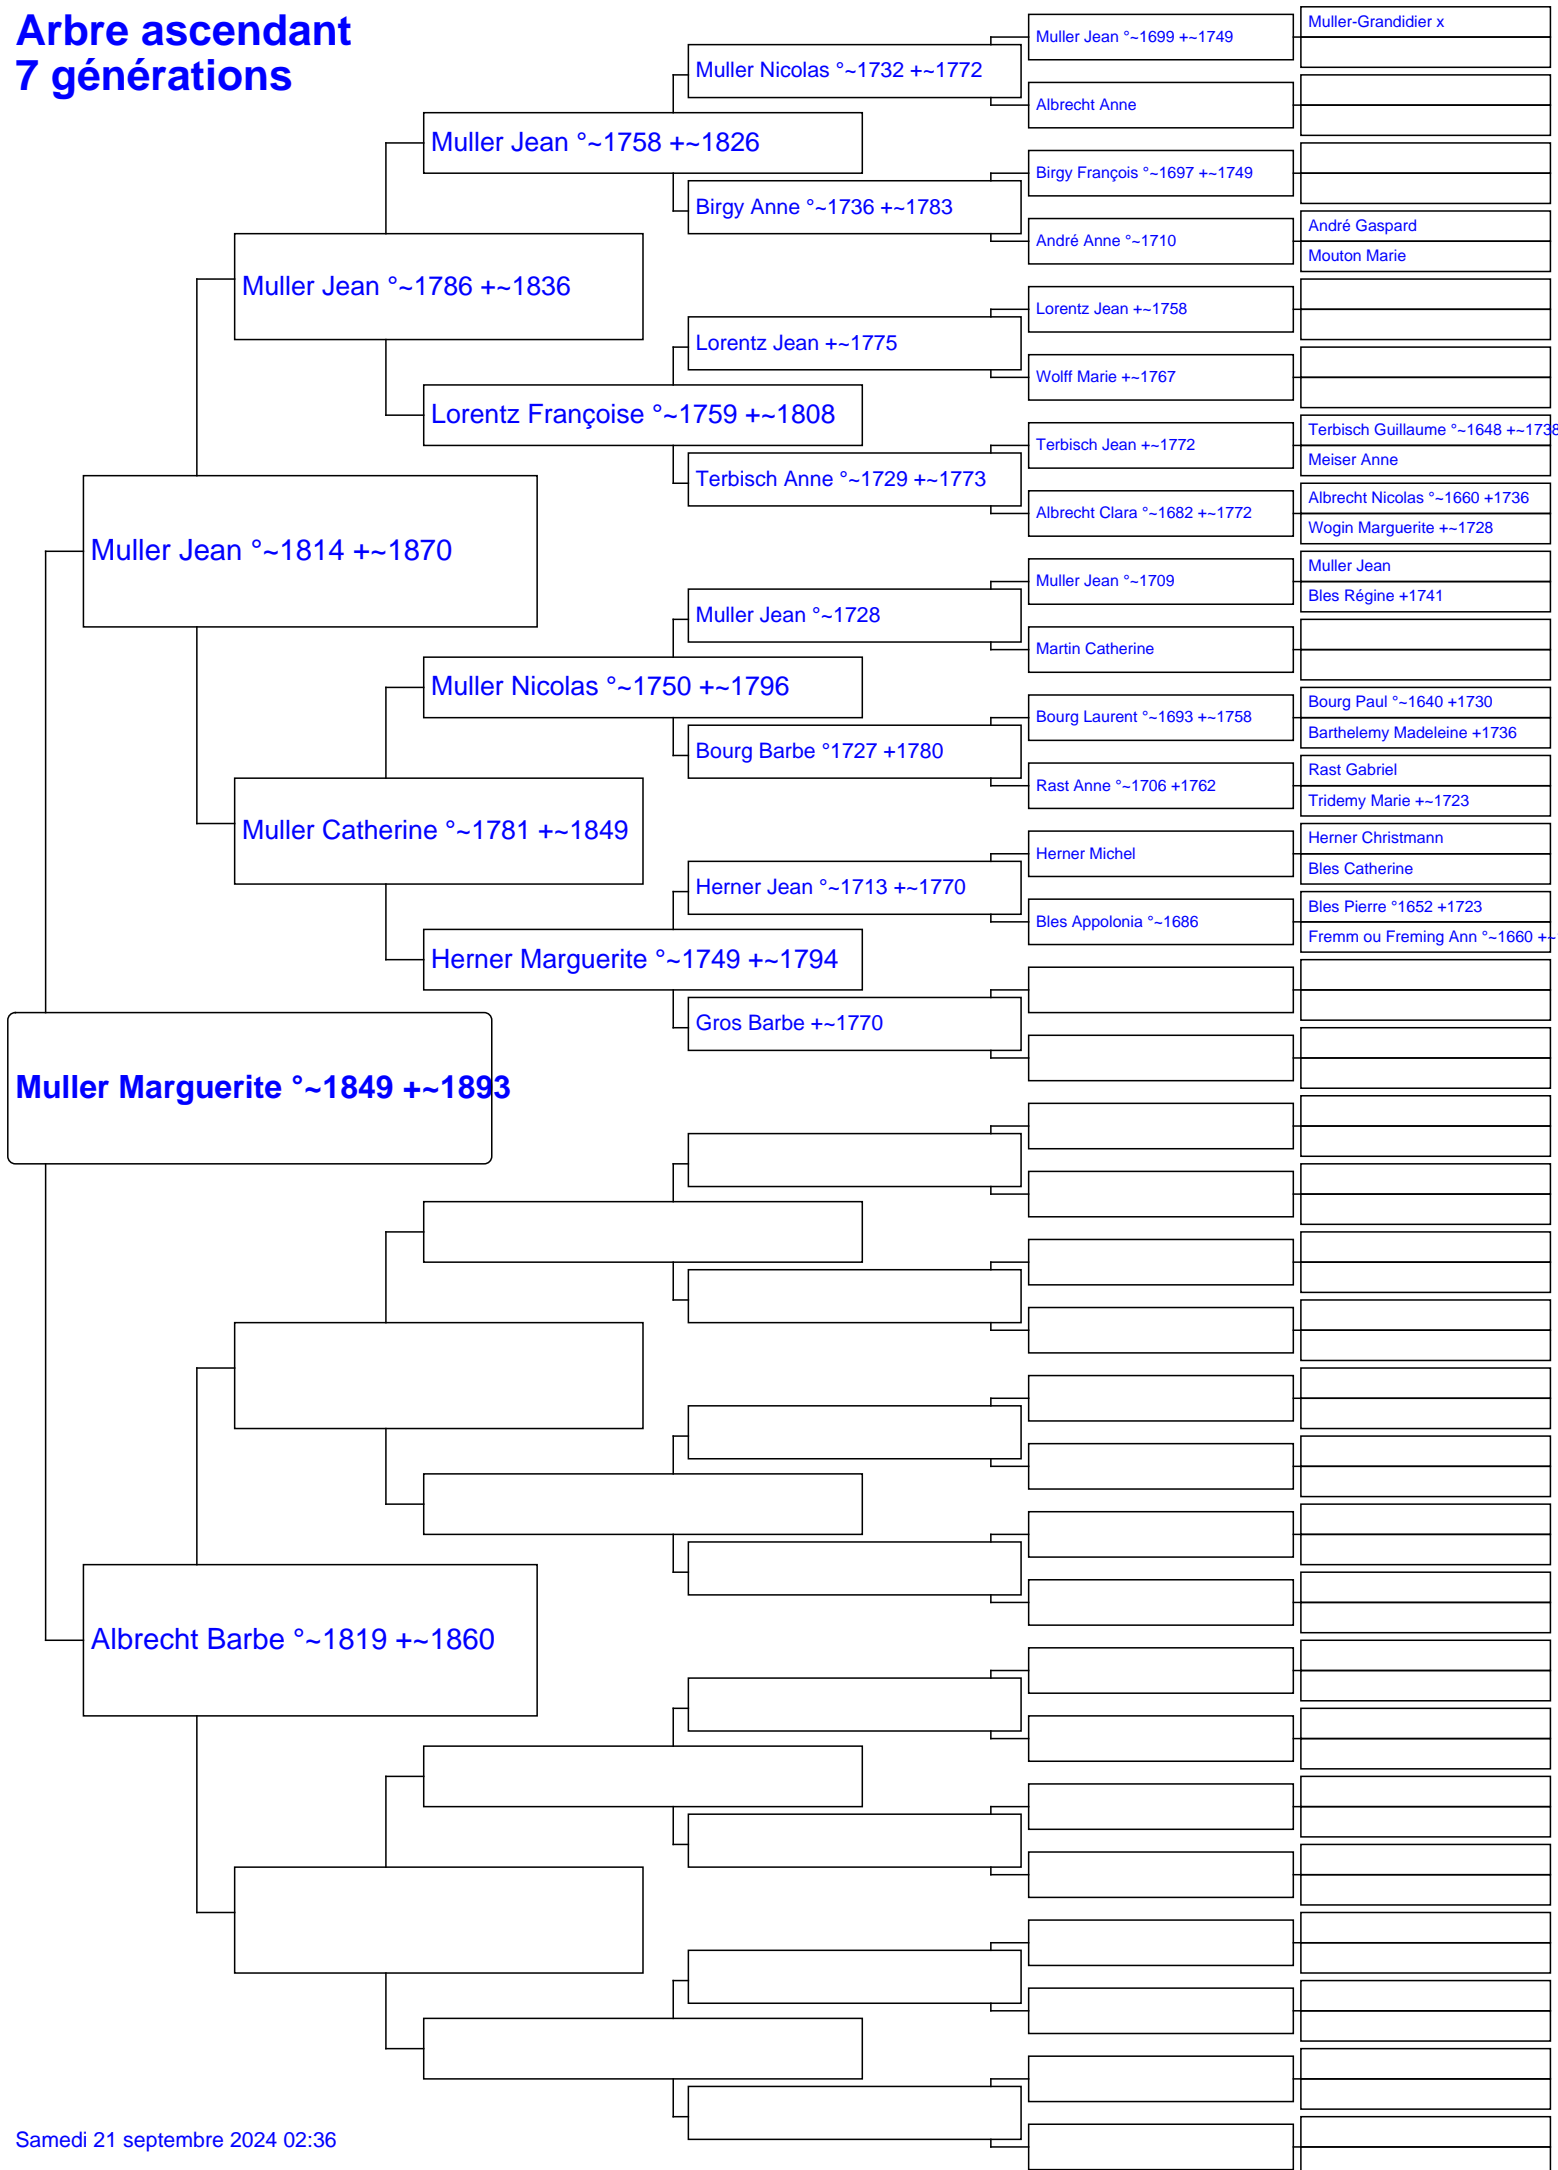 Arbre ascendant
7 générations
Muller-Grandidier x
Muller Jean °~1699 +~1749
Muller Nicolas °~1732 +~1772
Albrecht Anne
Muller Jean °~1758 +~1826
Birgy François °~1697 +~1749
Birgy Anne °~1736 +~1783
André Gaspard
André Anne °~1710
Mouton Marie
Muller Jean °~1786 +~1836
Lorentz Jean +~1758
Lorentz Jean +~1775
Wolff Marie +~1767
Lorentz Françoise °~1759 +~1808
Terbisch Guillaume °~1648 +~1738
Terbisch Jean +~1772
Meiser Anne
Terbisch Anne °~1729 +~1773
Albrecht Nicolas °~1660 +1736
Albrecht Clara °~1682 +~1772
Wogin Marguerite +~1728
Muller Jean °~1814 +~1870
Muller Jean
Muller Jean °~1709
Bles Régine +1741
Muller Jean °~1728
Martin Catherine
Muller Nicolas °~1750 +~1796
Bourg Paul °~1640 +1730
Bourg Laurent °~1693 +~1758
Barthelemy Madeleine +1736
Bourg Barbe °1727 +1780
Rast Gabriel
Rast Anne °~1706 +1762
Tridemy Marie +~1723
Muller Catherine °~1781 +~1849
Herner Christmann
Herner Michel
Bles Catherine
Herner Jean °~1713 +~1770
Bles Pierre °1652 +1723
Bles Appolonia °~1686
Fremm ou Freming Ann °~1660 +~
Herner Marguerite °~1749 +~1794
Gros Barbe +~1770
Muller Marguerite °~1849 +~1893
Albrecht Barbe °~1819 +~1860
Samedi 21 septembre 2024 02:36